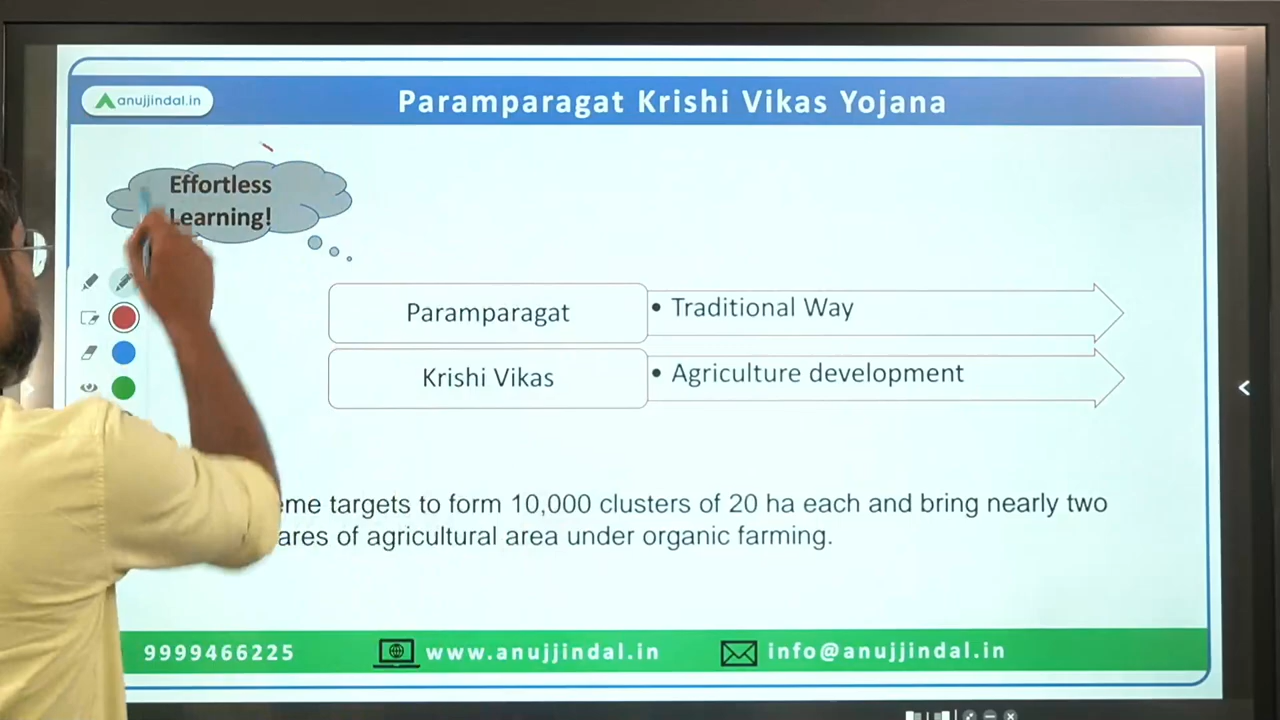 anujjindal.in
Paramparagat Krishi Vikas Yojana
Effortless
Learning!
Paramparagat
• Traditional Way
Krishi Vikas
• Agriculture development
targets to form 10,000 clusters of 20 ha each and bring nearly two
of agricultural area under organic farming.
9999466225
www.anujjindal.in
info@anujjindal.in